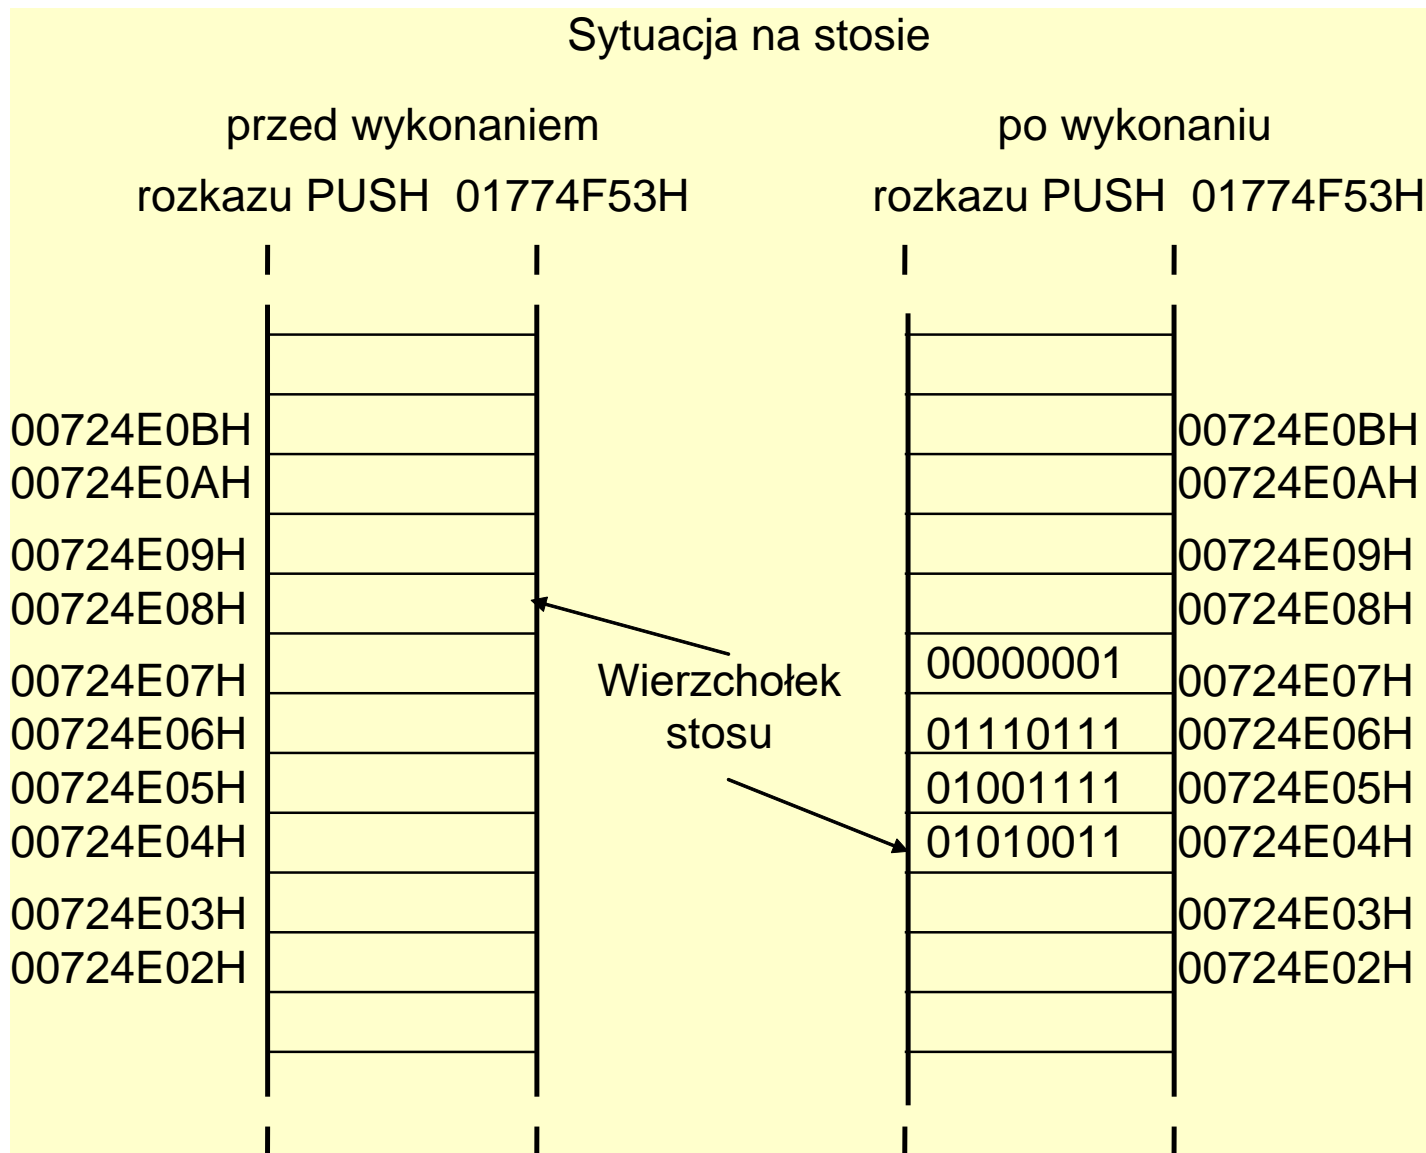 Sytuacja na stosie
przed wykonaniem
rozkazu PUSH 01774F53H
po wykonaniu
rozkazu PUSH 01774F53H
00724E0BH
00724E0AH
00724E09H
00724E08H
00724E07H
00724E06H
00724E05H
00724E04H
00724E03H
00724E02H
Wierzchołek
stosu
00000001
01110111
01001111
01010011
00724E0BH
00724E0AH
00724E09H
00724E08H
00724E07H
00724E06H
00724E05H
00724E04H
00724E03H
00724E02H